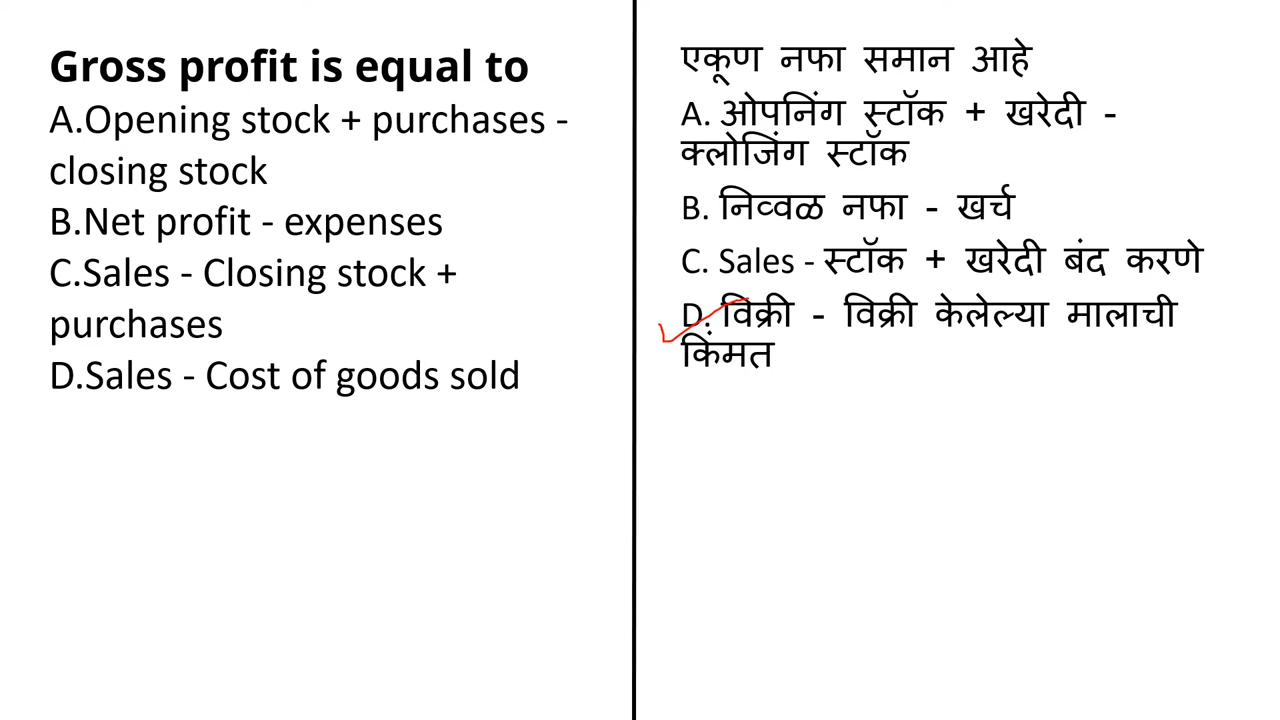 Gross profit is equal to
A.Opening stock + purchases -
closing stock
B.Net profit - expenses
C.Sales - Closing stock +
purchases
D.Sales - Cost of goods sold
एकूण नफा समान आहे
A. ओपनिंग स्टॉक + खरेदी -
क्लोजिंग स्टॉक
B. निव्वळ नफा - खर्च
C. Sales - स्टॉक + खरेदी बंद करणे
D. विक्री - विक्री केलेल्या मालाची
किंमत